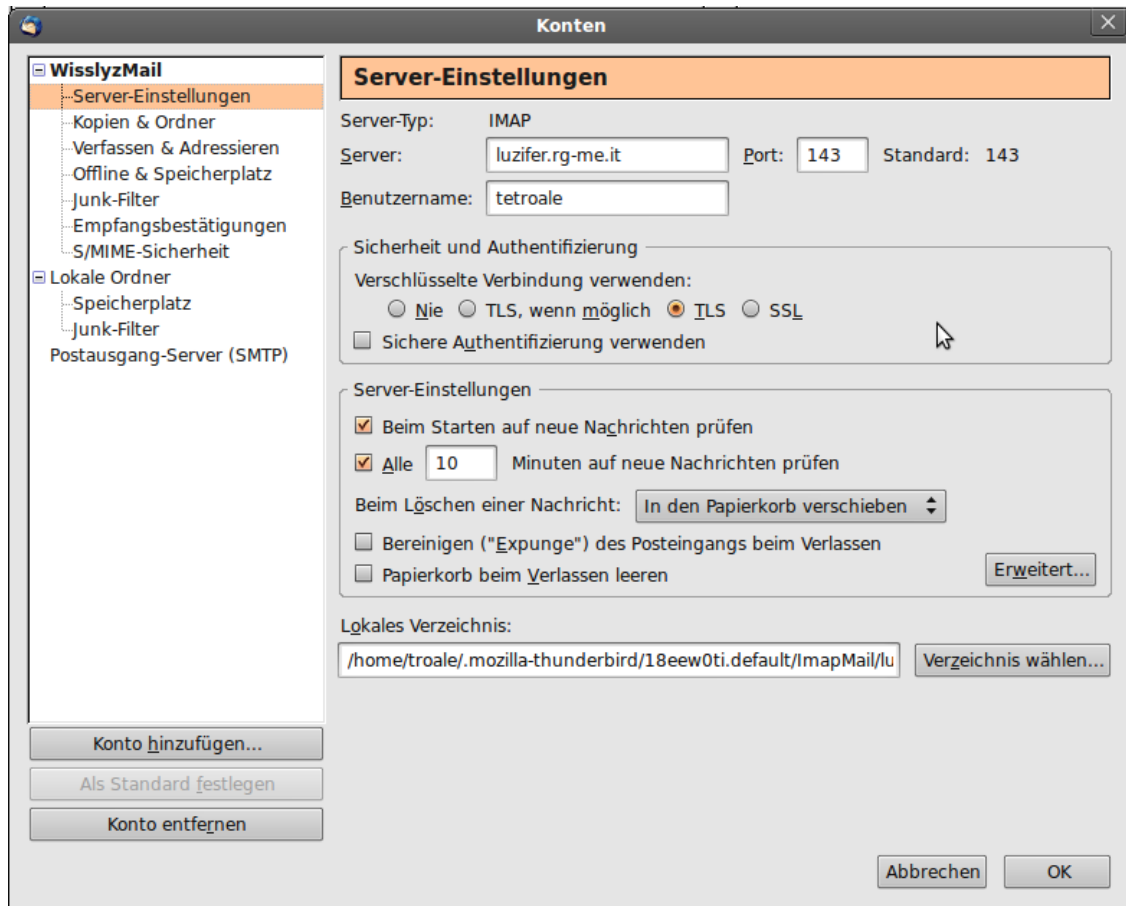 Konten
WisslyzMail
Server-Einstellungen
Kopien & Ordner
Verfassen & Adressieren
Offline & Speicherplatz
Junk-Filter
Empfangsbestätigungen
S/MIME-Sicherheit
Lokale Ordner
Speicherplatz
Junk-Filter
Postausgang-Server (SMTP)
Konto hinzufügen...
Als Standard festlegen
Konto entfernen
Server-Einstellungen
Server-Typ: IMAP
Server: luzifer.rg-me.it Port: 143 Standard: 143
Benutzername: tetroale
Sicherheit und Authentifizierung
Verschlüsselte Verbindung verwenden:
Nie TLS, wenn möglich TLS SSL
Sichere Authentifizierung verwenden
Server-Einstellungen
Beim Starten auf neue Nachrichten prüfen
Alle 10 Minuten auf neue Nachrichten prüfen
Beim Löschen einer Nachricht: In den Papierkorb verschieben
Bereinigen ("Expunge") des Posteingangs beim Verlassen
Papierkorb beim Verlassen leeren
Erweitert...
Lokales Verzeichnis:
/home/troale/.mozilla-thunderbird/18eew0ti.default/ImapMail/lu Verzeichnis wählen...
Abbrechen OK